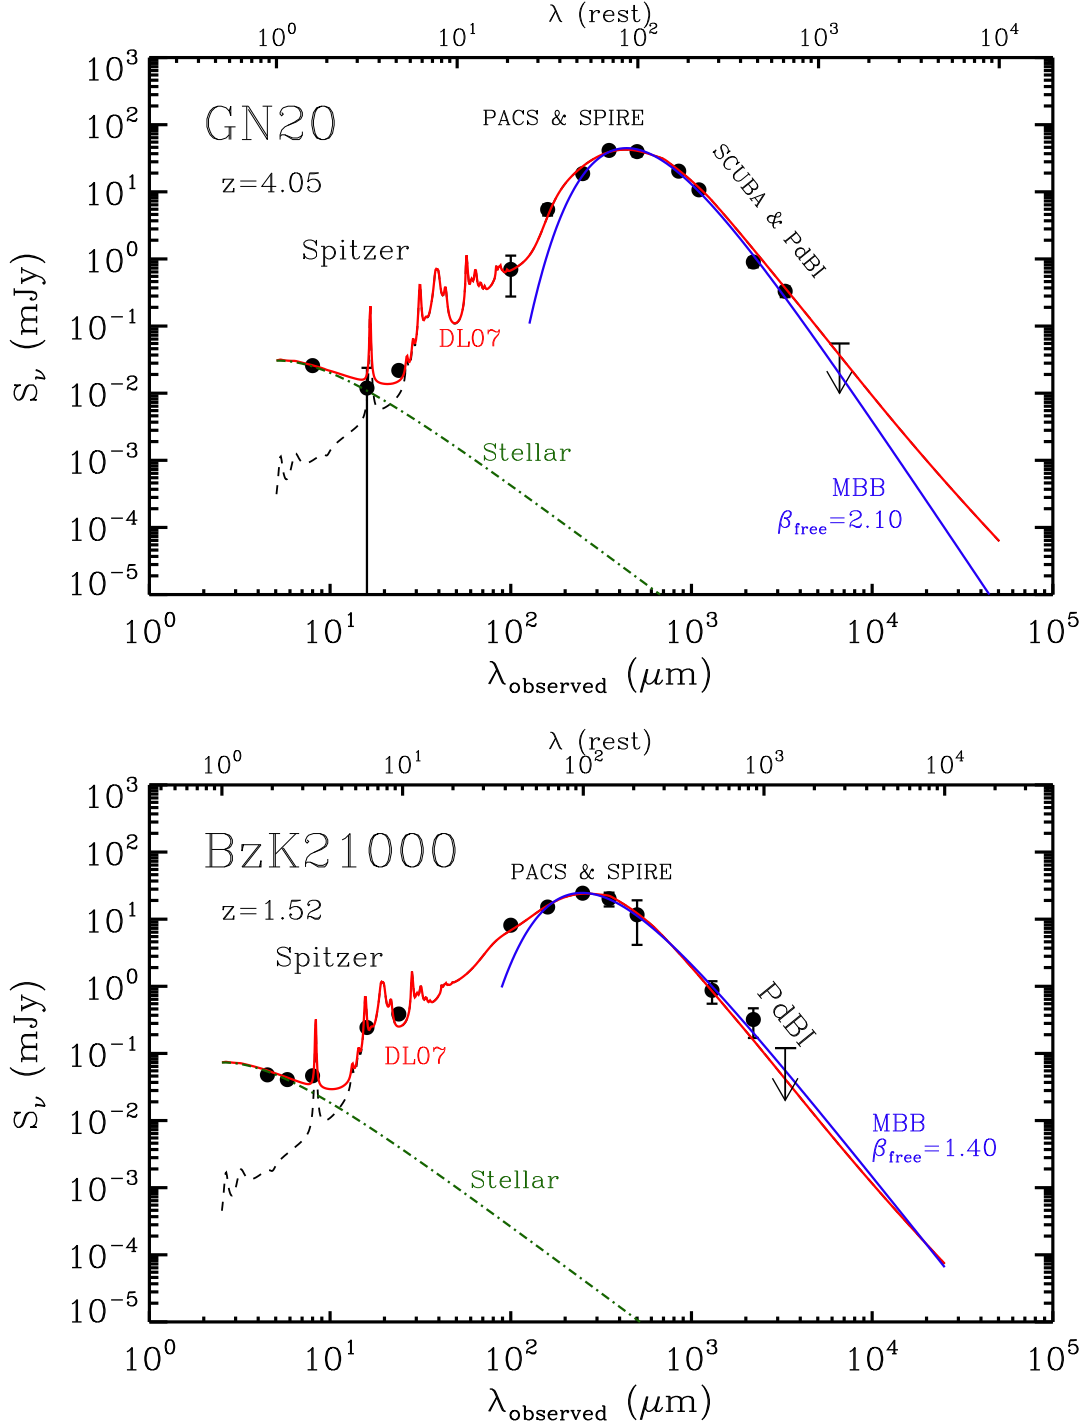 λ (rest)
10⁰ 10¹ 10² 10³ 10⁴
10³
GN20
PACS & SPIRE
10²
z=4.05
SCUBA & PdBI
10¹
Spitzer
10⁰
DL07
10⁻¹
10⁻²
Stellar
10⁻³
MBB
β_free=2.10
10⁻⁴
10⁻⁵
S_ν (mJy)
10⁰ 10¹ 10² 10³ 10⁴ 10⁵
λ_observed (μm)
λ (rest)
10⁰ 10¹ 10² 10³ 10⁴
10³
BzK21000
10²
PACS & SPIRE
z=1.52
10¹
Spitzer
10⁰
PdBI
DL07
10⁻¹
10⁻²
MBB
β_free=1.40
Stellar
10⁻³
10⁻⁴
10⁻⁵
S_ν (mJy)
10⁰ 10¹ 10² 10³ 10⁴ 10⁵
λ_observed (μm)